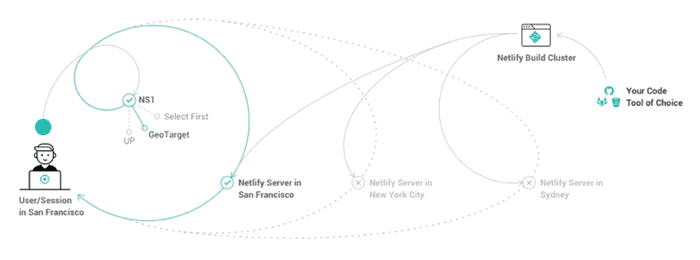 Netlify Build Cluster
Your Code
Tool of Choice
NS1
Select First
GeoTarget
UP
User/Session
in San Francisco
Netlify Server in
San Francisco
Netlify Server in
New York City
Netlify Server in
Sydney